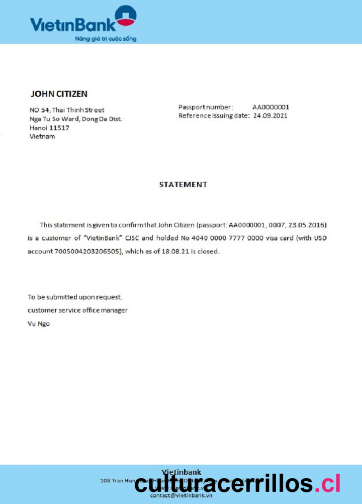 VietinBank
Nâng giá trị cuộc sống
JOHN CITIZEN
NO 54, Thai Thinh Street
Nga Tu So Ward, Dong Da Dist.
Hanoi 11517
Vietnam
Passport number: AA0000001
Reference issuing date: 24.09.2021
STATEMENT
This statement is given to confirm that John Citizen (passport: AA0000001, 0007, 23.05.2016)
is a customer of "VietinBank" CJSC and holded No 4040 0000 7777 0000 visa card (with USD
account 7005004203206505), which as of 18.08.21 is closed.
To be submitted upon request.
customer service office manager
Vu Ngo
Vietinbank
108 Tran Hun
culturacerrillos.cl
contact@vietinbank.vn